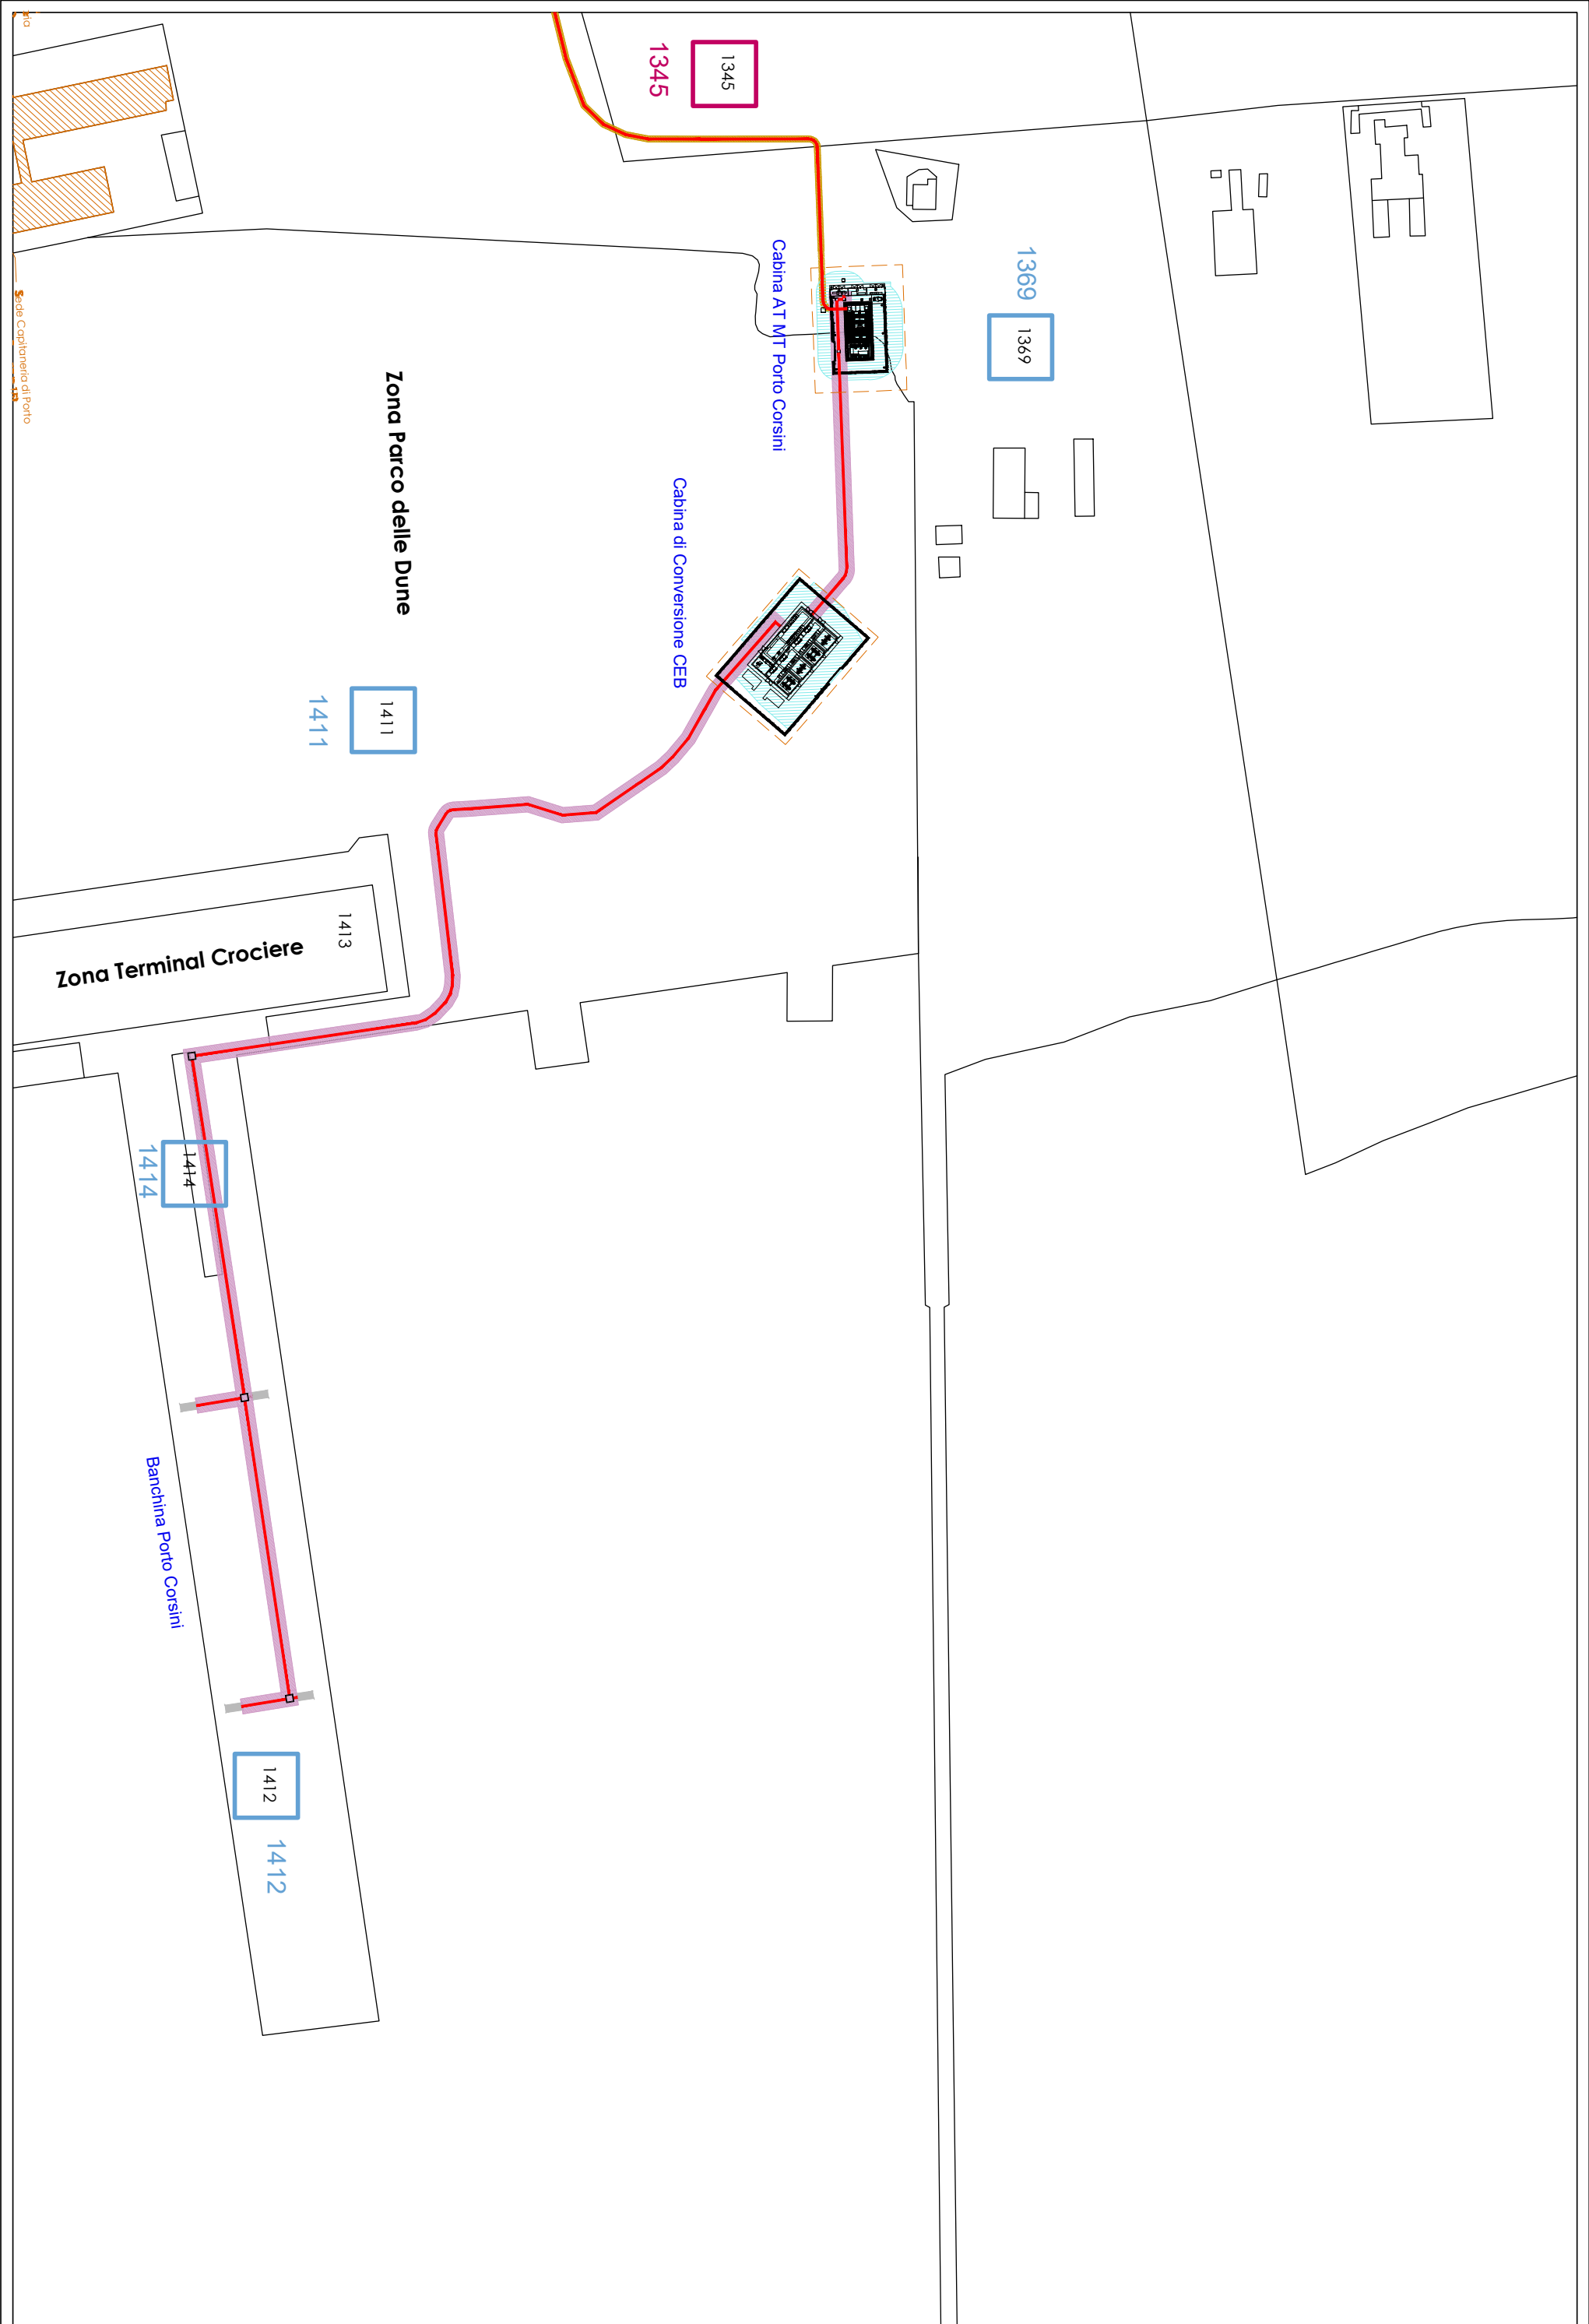 1345
1345
1369
1369
Cabina AT MT Porto Corsini
Sede Capitaneria di Porto
Zona Parco delle Dune
Cabina di Conversione CEB
1411
1411
1413
Zona Terminal Crociere
1414
1414
Banchina Porto Corsini
1412
1412